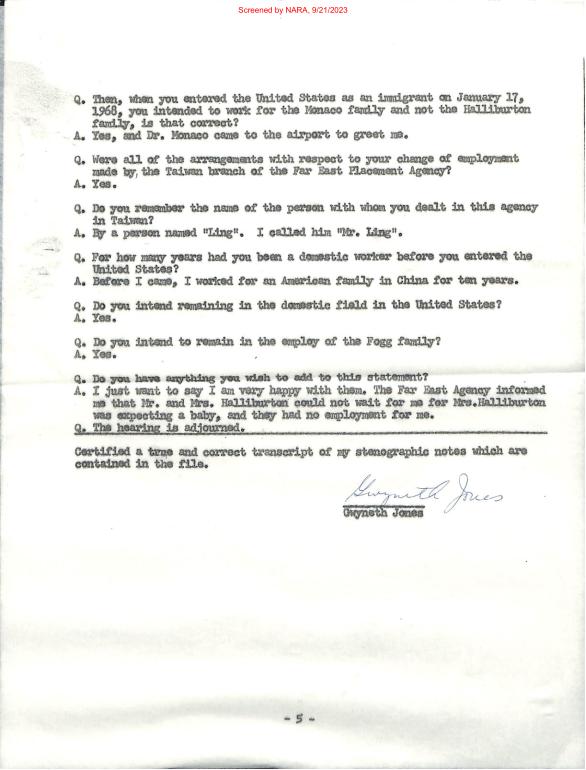 Screened by NARA, 9/21/2023
Q. Then, when you entered the United States as an immigrant on January 17,
1968, you intended to work for the Monaco family and not the Halliburton
family, is that correct?
A. Yes, and Dr. Monaco came to the airport to greet me.
Q. Were all of the arrangements with respect to your change of employment
made by, the Taiwan branch of the Far East Placement Agency?
A. Yes.
Q. Do you remember the name of the person with whom you dealt in this agency
in Taiwan?
A. By a person named "Ling". I called him "Mr. Ling".
Q. For how many years had you been a domestic worker before you entered the
United States?
A. Before I came, I worked for an American family in China for ten years.
Q. Do you intend remaining in the domestic field in the United States?
A. Yes.
Q. Do you intend to remain in the employ of the Fogg family?
A. Yes.
Q. Do you have anything you wish to add to this statement?
A. I just want to say I am very happy with them. The Far East Agency informed
me that Mr. and Mrs. Halliburton could not wait for me for Mrs.Halliburton
was expecting a baby, and they had no employment for me.
Q. The hearing is adjourned.
Certified a true and correct transcript of my stenographic notes which are
contained in the file.
Gwyneth Jones
Gwyneth Jones
- 5 -